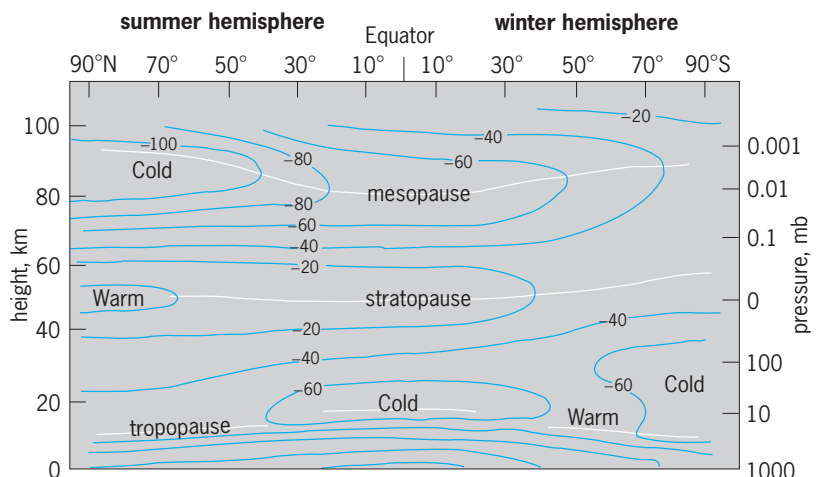 summer hemisphere winter hemisphere
Equator
90°N 70° 50° 30° 10° 10° 30° 50° 70° 90°S
height, km
100
80
60
40
20
0
pressure, mb
0.001
0.01
0.1
0
100
10
1000
−20
−40
−100
−80
−60
Cold
mesopause
−80
−60
−40
−20
Warm
stratopause
−20
−40
−40
−60
−60
Cold
Cold
Warm
tropopause